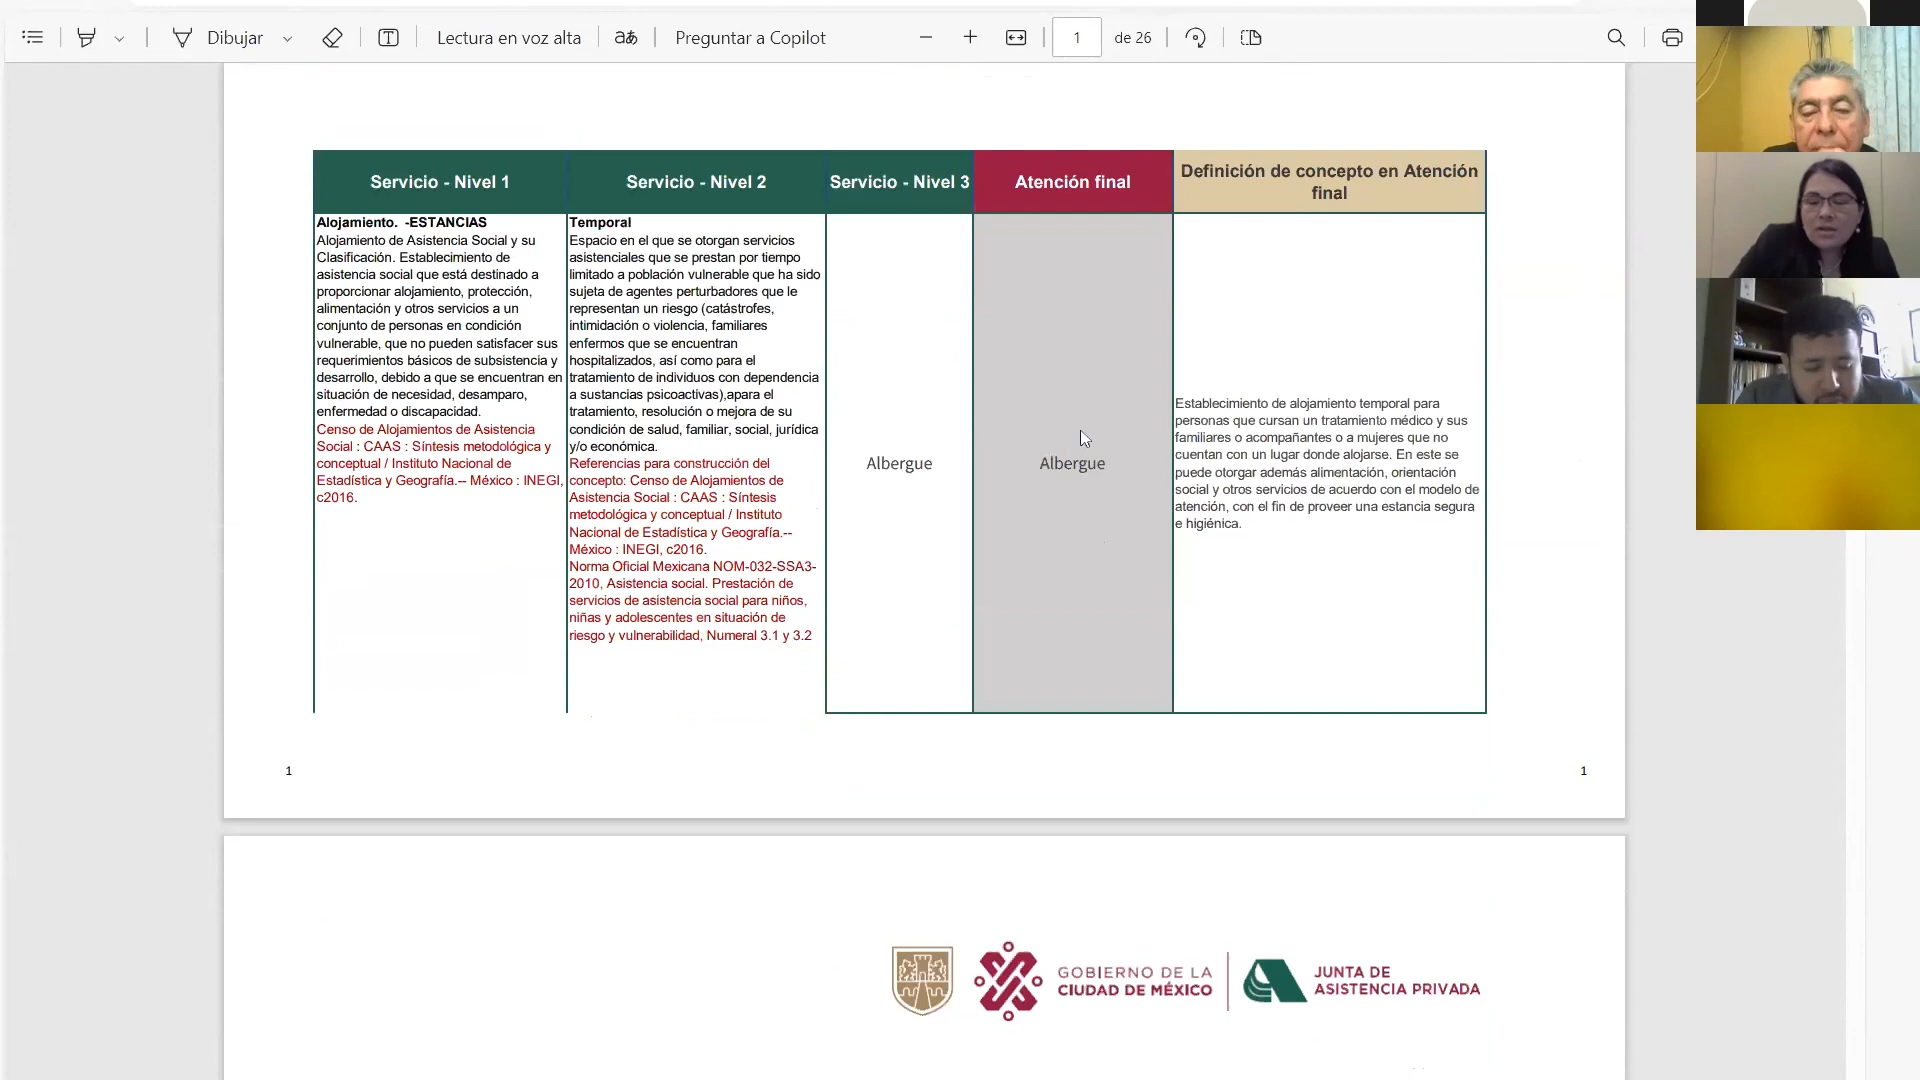 Dibujar
Lectura en voz alta
aあ
Preguntar a Copilot
1
de 26
Servicio - Nivel 1
Servicio - Nivel 2
Servicio - Nivel 3
Atención final
Definición de concepto en Atención
final
Alojamiento.  -ESTANCIAS
Alojamiento de Asistencia Social y su
Clasificación. Establecimiento de
asistencia social que está destinado a
proporcionar alojamiento, protección,
alimentación y otros servicios a un
conjunto de personas en condición
vulnerable, que no pueden satisfacer sus
requerimientos básicos de subsistencia y
desarrollo, debido a que se encuentran en
situación de necesidad, desamparo,
enfermedad o discapacidad.
Censo de Alojamientos de Asistencia
Social : CAAS : Síntesis metodológica y
conceptual / Instituto Nacional de
Estadística y Geografía.-- México : INEGI,
c2016.
Temporal
Espacio en el que se otorgan servicios
asistenciales que se prestan por tiempo
limitado a población vulnerable que ha sido
sujeta de agentes perturbadores que le
representan un riesgo (catástrofes,
intimidación o violencia, familiares
enfermos que se encuentran
hospitalizados, así como para el
tratamiento de individuos con dependencia
a sustancias psicoactivas),apara el
tratamiento, resolución o mejora de su
condición de salud, familiar, social, jurídica
y/o económica.
Referencias para construcción del
concepto: Censo de Alojamientos de
Asistencia Social : CAAS : Síntesis
metodológica y conceptual / Instituto
Nacional de Estadística y Geografía.--
México : INEGI, c2016.
Norma Oficial Mexicana NOM-032-SSA3-
2010, Asistencia social. Prestación de
servicios de asistencia social para niños,
niñas y adolescentes en situación de
riesgo y vulnerabilidad, Numeral 3.1 y 3.2
Albergue
Albergue
Establecimiento de alojamiento temporal para
personas que cursan un tratamiento médico y sus
familiares o acompañantes o a mujeres que no
cuentan con un lugar donde alojarse. En este se
puede otorgar además alimentación, orientación
social y otros servicios de acuerdo con el modelo de
atención, con el fin de proveer una estancia segura
e higiénica.
1
1
GOBIERNO DE LA
CIUDAD DE MÉXICO
JUNTA DE
ASISTENCIA PRIVADA